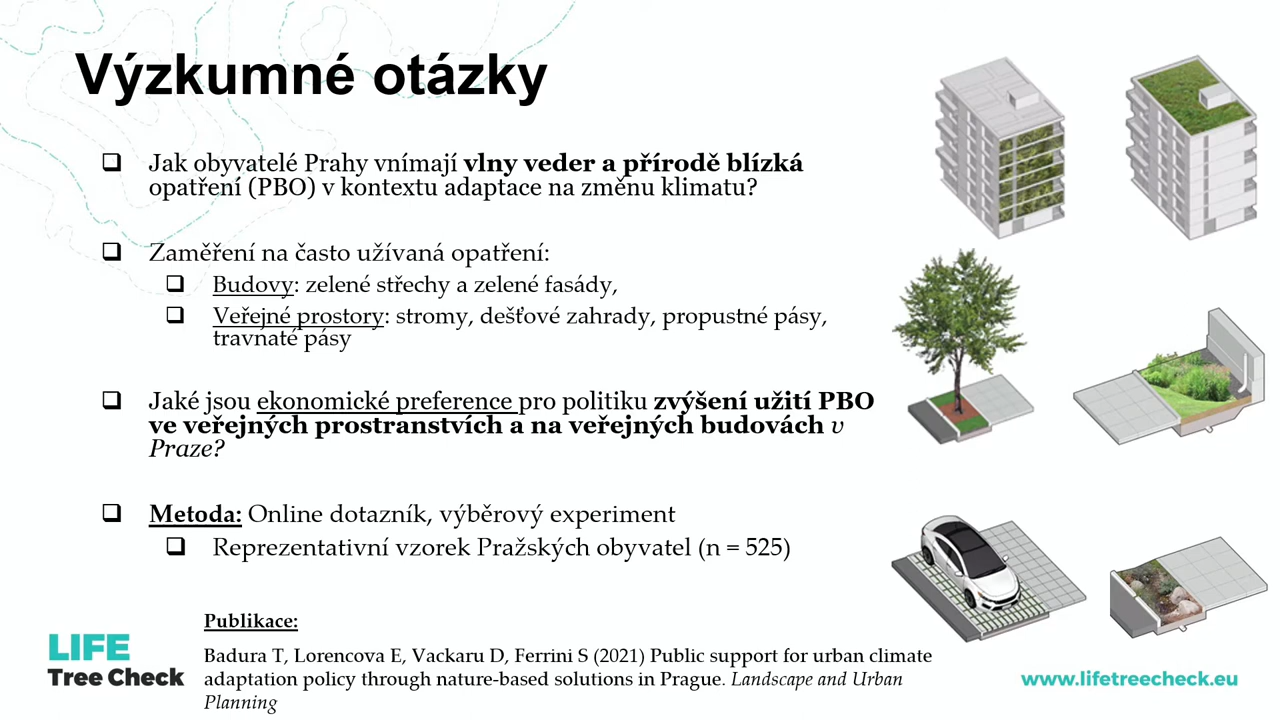 Výzkumné otázky
Jak obyvatelé Prahy vnímají vlny veder a přírodě blízká
opatření (PBO) v kontextu adaptace na změnu klimatu?
Zaměření na často užívaná opatření:
Budovy: zelené střechy a zelené fasády,
Veřejné prostory: stromy, dešťové zahrady, propustné pásy,
travnaté pásy
Jaké jsou ekonomické preference pro politiku zvýšení užití PBO
ve veřejných prostranstvích a na veřejných budovách v
Praze?
Metoda: Online dotazník, výběrový experiment
Reprezentativní vzorek Pražských obyvatel (n = 525)
Publikace:
Badura T, Lorencova E, Vackaru D, Ferrini S (2021) Public support for urban climate
adaptation policy through nature-based solutions in Prague. Landscape and Urban
Planning
LIFE
Tree Check
www.lifetreecheck.eu